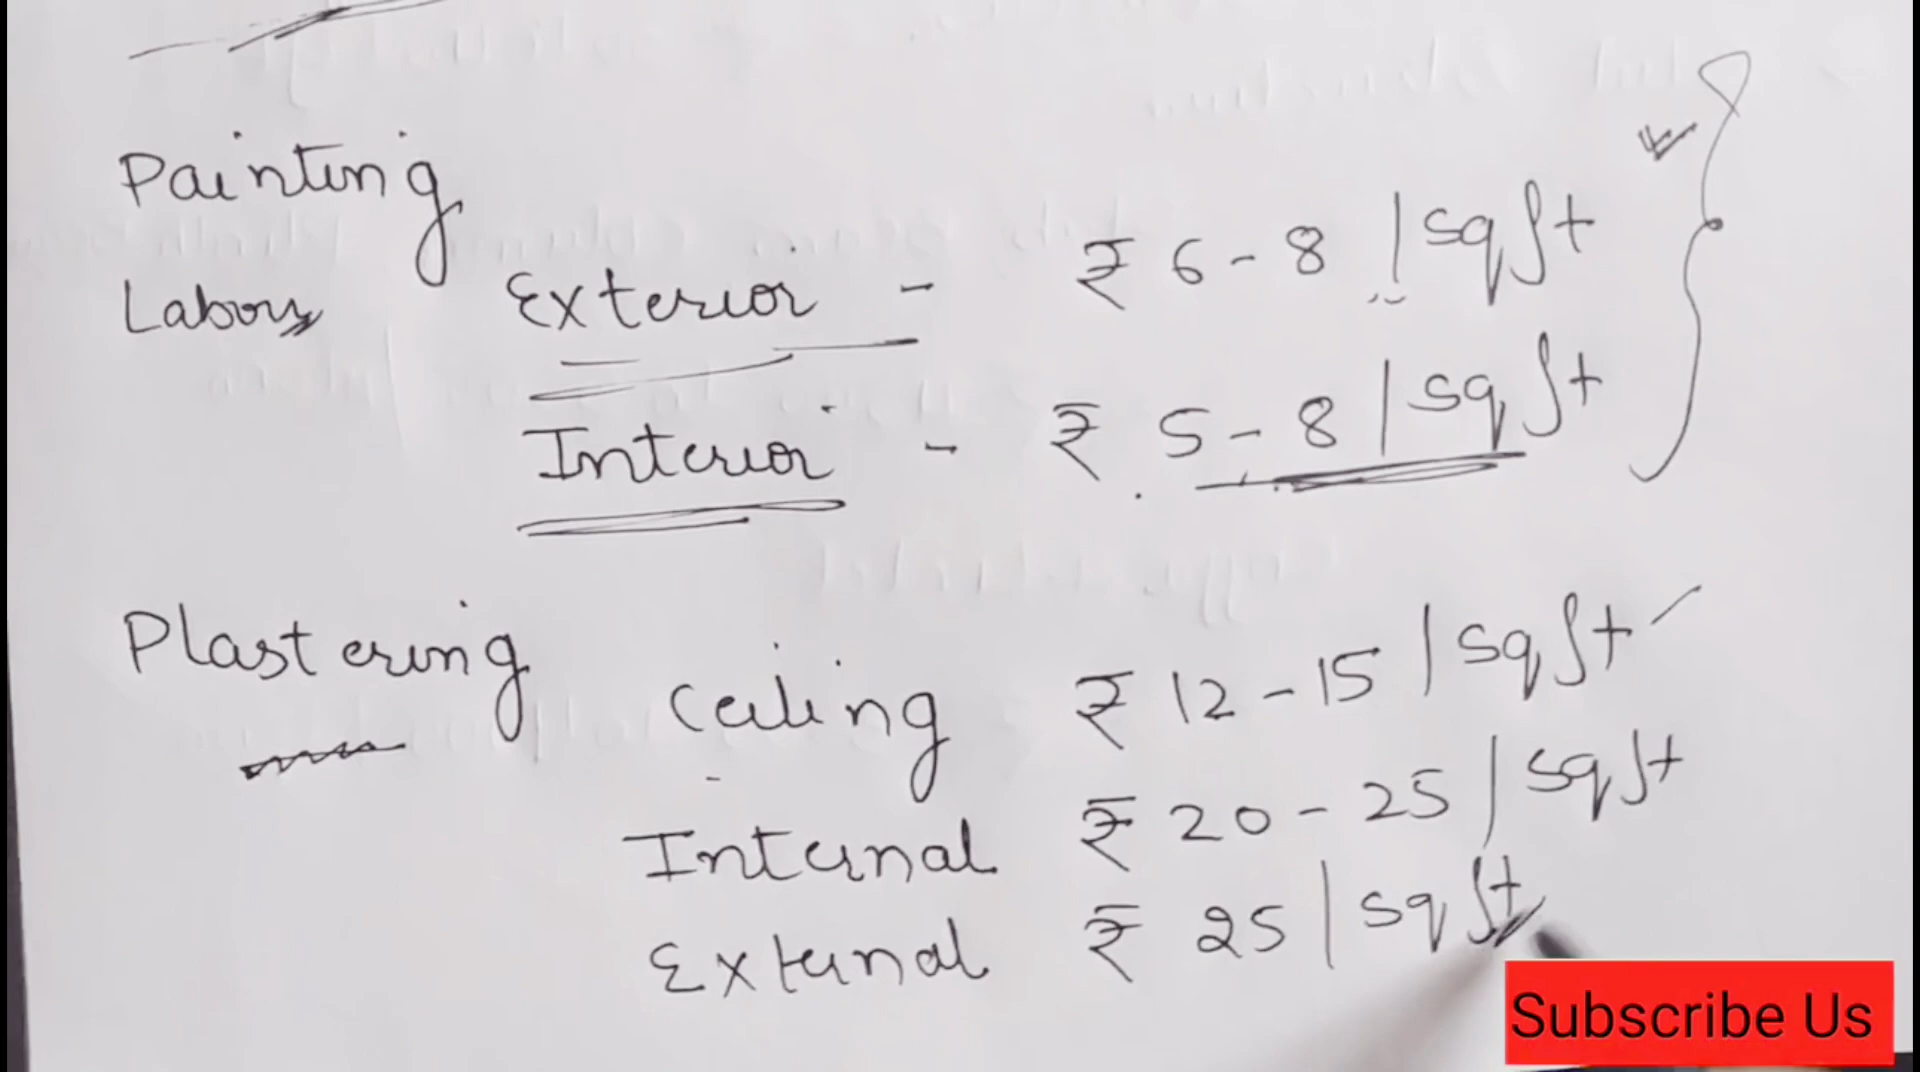 Painting
Labour Exterior - ₹ 6 - 8 / sqft
Interior - ₹ 5 - 8 / sqft
Plastering
Ceiling ₹ 12 - 15 / sqft
Internal ₹ 20 - 25 / sqft
External ₹ 25 / sqft
Subscribe Us